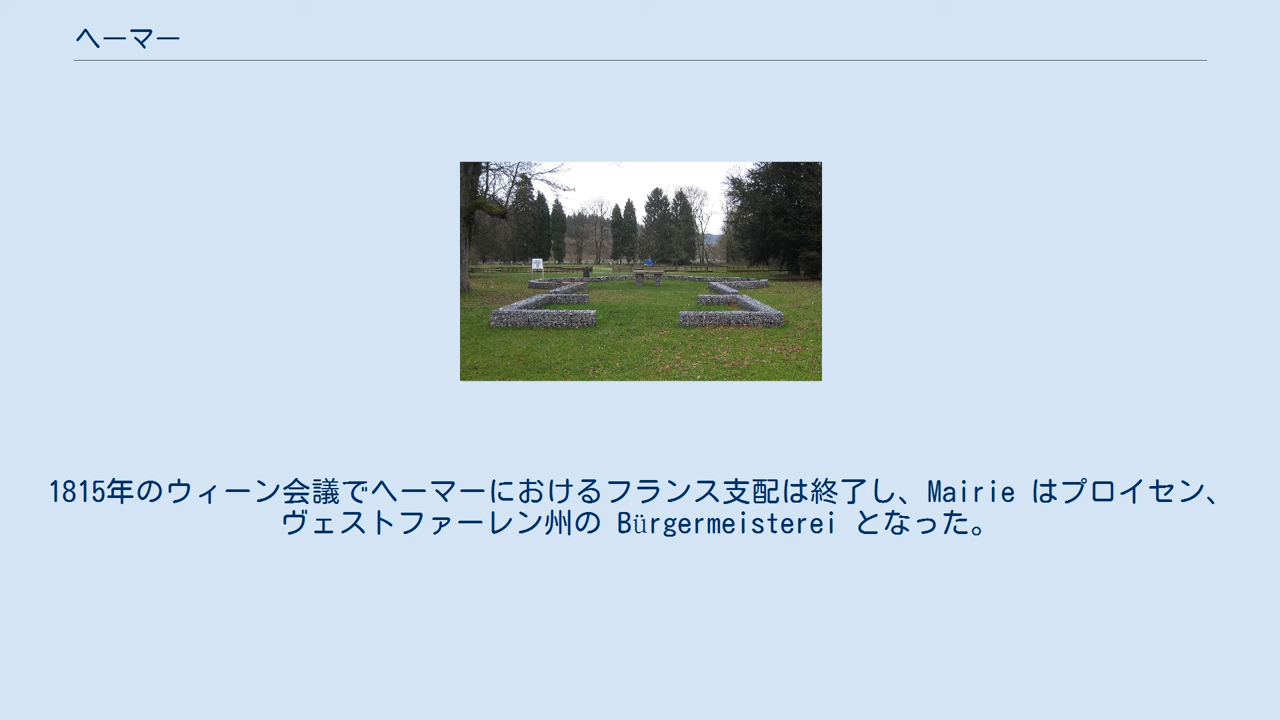 ヘーマー
1815年のウィーン会議でヘーマーにおけるフランス支配は終了し、Mairie はプロイセン、
ヴェストファーレン州の Bürgermeisterei となった。